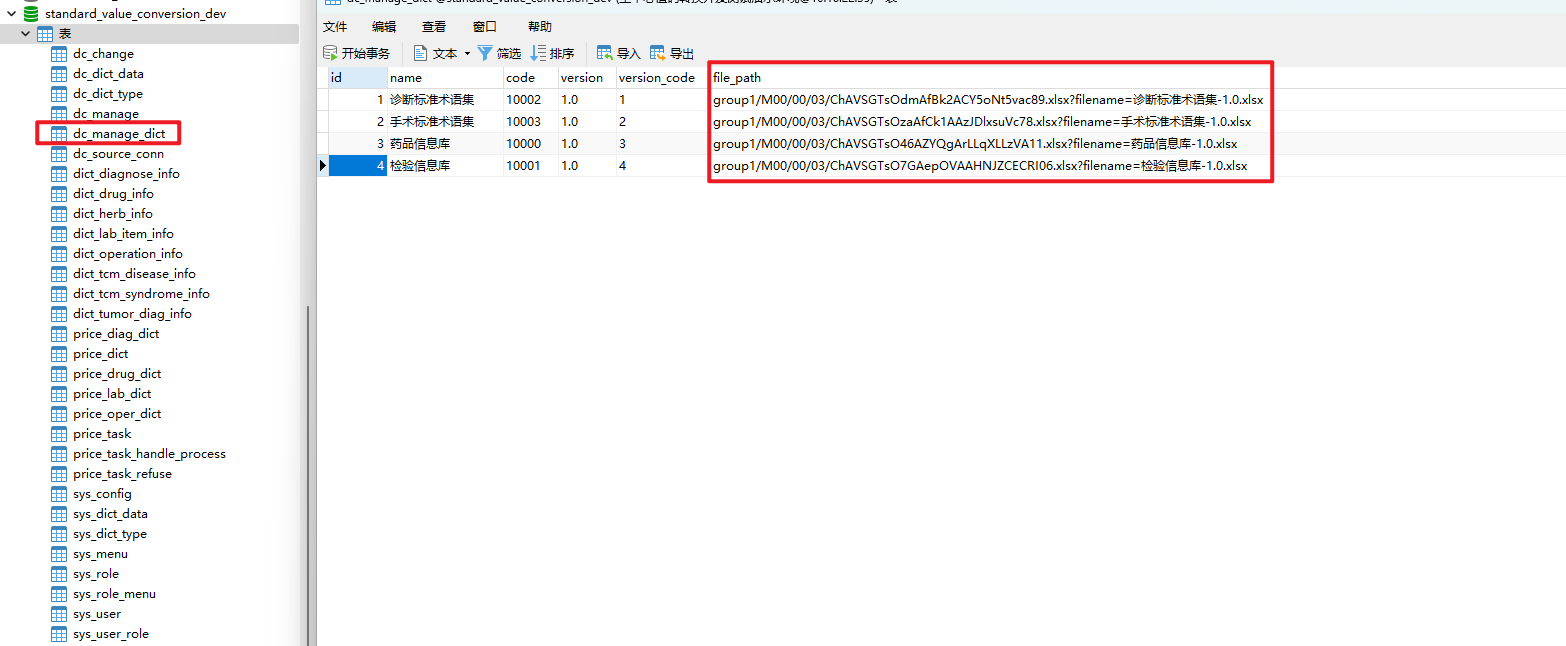 standard_value_conversion_dev
表
dc_change
dc_dict_data
dc_dict_type
dc_manage
dc_manage_dict
dc_source_conn
dict_diagnose_info
dict_drug_info
dict_herb_info
dict_lab_item_info
dict_operation_info
dict_tcm_disease_info
dict_tcm_syndrome_info
dict_tumor_diag_info
price_diag_dict
price_dict
price_drug_dict
price_lab_dict
price_oper_dict
price_task
price_task_handle_process
price_task_refuse
sys_config
sys_dict_data
sys_dict_type
sys_menu
sys_role
sys_role_menu
sys_user
sys_user_role
文件 编辑 查看 窗口 帮助
开始事务 文本 筛选 排序 导入 导出
id name code version version_code file_path
1 诊断标准术语集 10002 1.0 1 group1/M00/00/03/ChAVSGTsOdmAfBk2ACY5oNt5vac89.xlsx?filename=诊断标准术语集-1.0.xlsx
2 手术标准术语集 10003 1.0 2 group1/M00/00/03/ChAVSGTsOzaAfCk1AAzJDlxsuVc78.xlsx?filename=手术标准术语集-1.0.xlsx
3 药品信息库 10000 1.0 3 group1/M00/00/03/ChAVSGTsO46AZYQgArLLqXLLzVA11.xlsx?filename=药品信息库-1.0.xlsx
4 检验信息库 10001 1.0 4 group1/M00/00/03/ChAVSGTsO7GAepOVAAHNJZCECRI06.xlsx?filename=检验信息库-1.0.xlsx